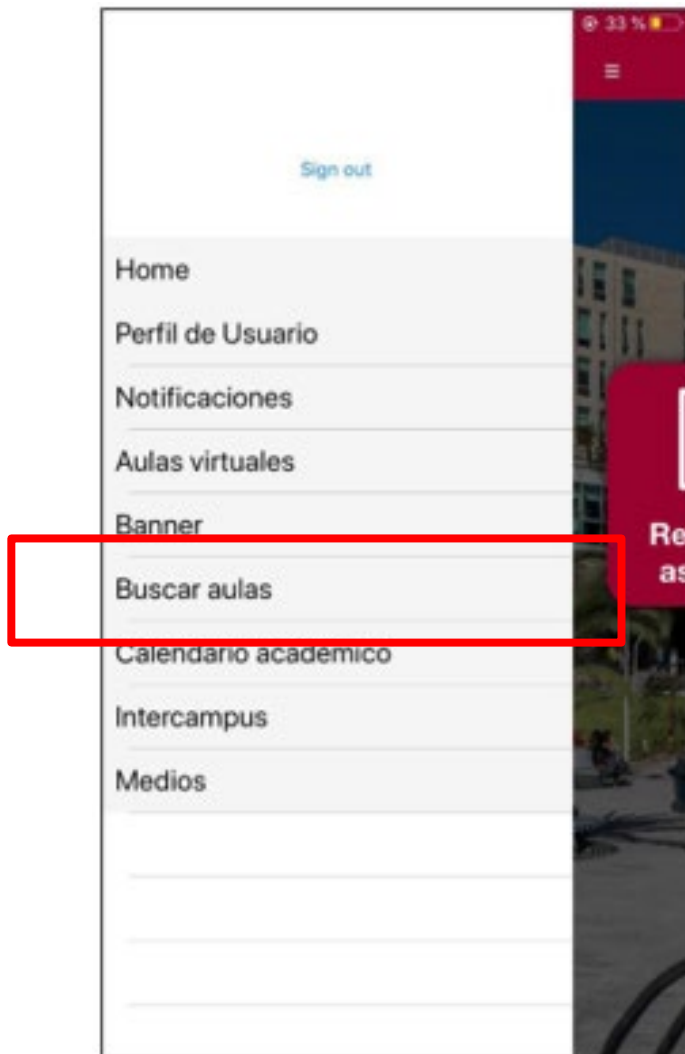 33 %
Sign out
Home
Perfil de Usuario
Notificaciones
Aulas virtuales
Banner
Re
Buscar aulas
as
Calendario académico
Intercampus
Medios